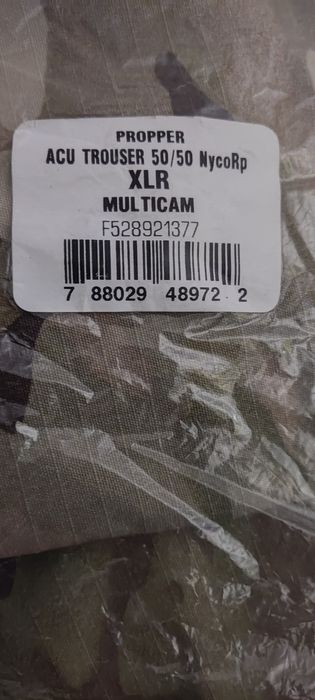 PROPPER
ACU TROUSER 50/50 NycoRp
XLR
MULTICAM
F528921377
7 88029 48972 2